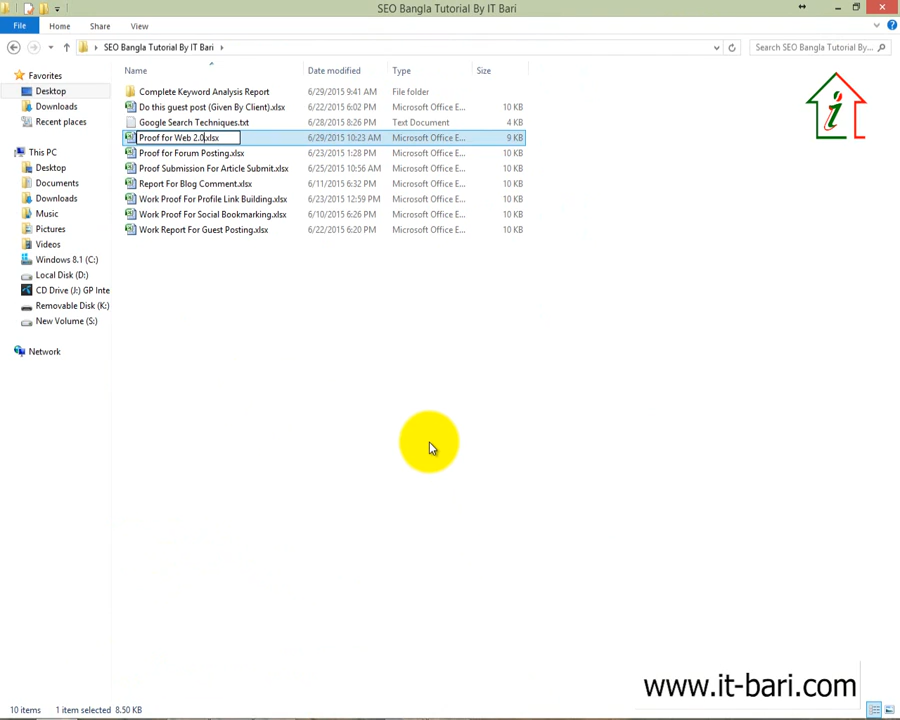 SEO Bangla Tutorial By IT Bari
File Home Share View
SEO Bangla Tutorial By IT Bari
Search SEO Bangla Tutorial By...
Name Date modified Type Size
Favorites
Desktop
Downloads
Recent places
This PC
Desktop
Documents
Downloads
Music
Pictures
Videos
Windows 8.1 (C:)
Local Disk (D:)
CD Drive (J:) GP Inte
Removable Disk (K:)
New Volume (S:)
Network
Complete Keyword Analysis Report 6/29/2015 9:41 AM File folder
Do this guest post (Given By Client).xlsx 6/22/2015 6:02 PM Microsoft Office E... 10 KB
Google Search Techniques.txt 6/28/2015 8:26 PM Text Document 4 KB
Proof for Web 2.0.xlsx 6/29/2015 10:23 AM Microsoft Office E... 9 KB
Proof for Forum Posting.xlsx 6/23/2015 1:28 PM Microsoft Office E... 10 KB
Proof Submission For Article Submit.xlsx 6/25/2015 10:56 AM Microsoft Office E... 10 KB
Report For Blog Comment.xlsx 6/11/2015 6:32 PM Microsoft Office E... 10 KB
Work Proof For Profile Link Building.xlsx 6/23/2015 12:59 PM Microsoft Office E... 10 KB
Work Proof For Social Bookmarking.xlsx 6/10/2015 6:26 PM Microsoft Office E... 10 KB
Work Report For Guest Posting.xlsx 6/22/2015 6:20 PM Microsoft Office E... 10 KB
i
www.it-bari.com
10 items 1 item selected 8.50 KB